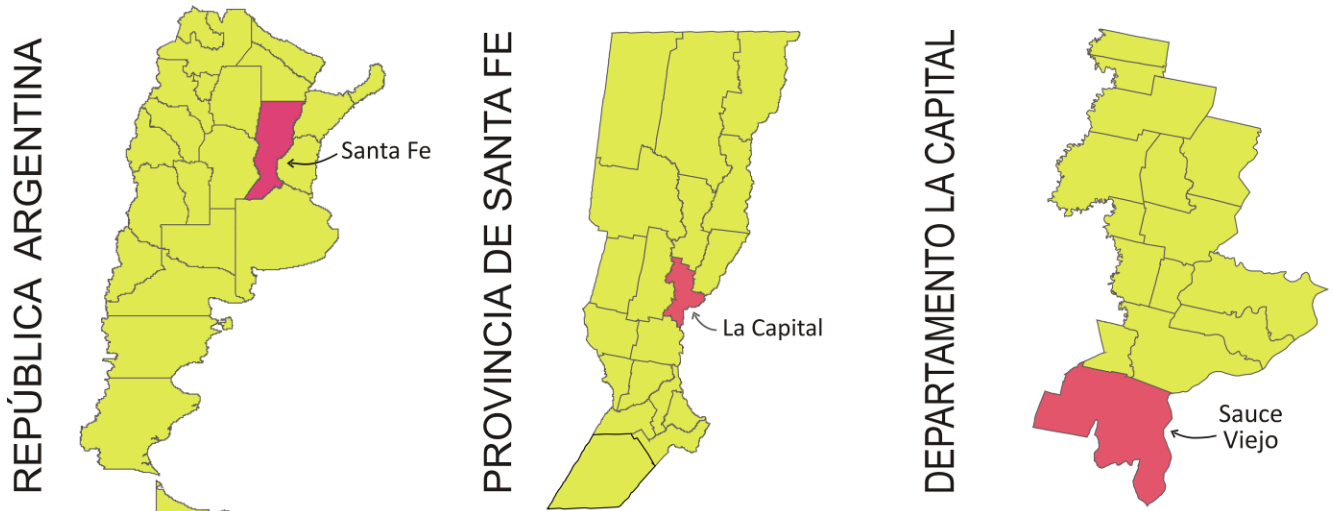 REPÚBLICA ARGENTINA
Santa Fe
PROVINCIA DE SANTA FE
La Capital
DEPARTAMENTO LA CAPITAL
Sauce
Viejo